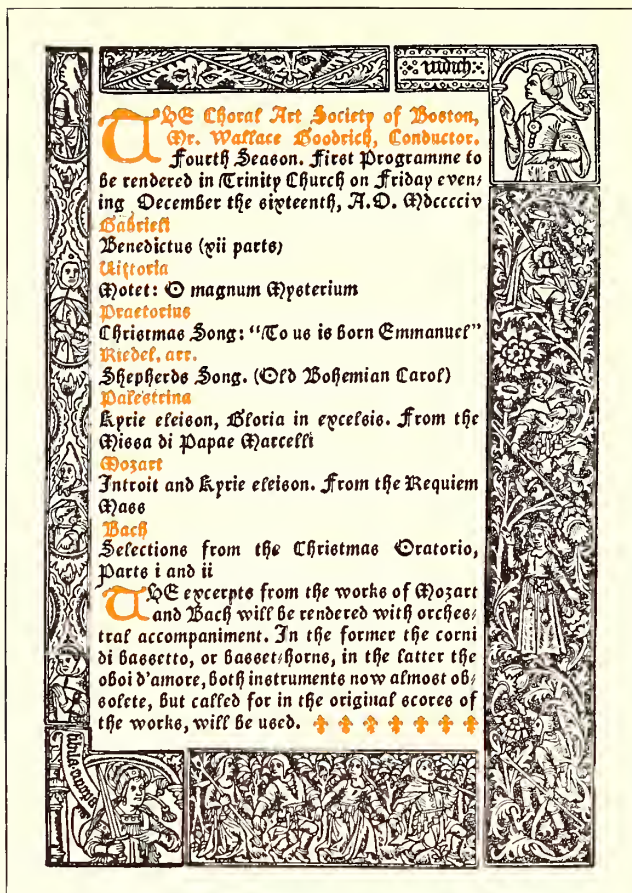 THE Choral Art Society of Boston,
Mr. Wallace Goodrich, Conductor.
Fourth Season. First Programme to
be rendered in Trinity Church on Friday even-
ing December the sixteenth, A.D. Mdcccciv
Gabrieli
Benedictus (xii parts)
Vittoria
Motet: O magnum Mysterium
Praetorius
Christmas Song: “To us is born Emmanuel”
Riedel, arr.
Shepherds Song. (Old Bohemian Carol)
Palestrina
Kyrie eleison, Gloria in excelsis. From the
Missa di Papae Marcelli
Mozart
Introit and Kyrie eleison. From the Requiem
Mass
Bach
Selections from the Christmas Oratorio,
Parts i and ii
THE excerpts from the works of Mozart
and Bach will be rendered with orches-
tral accompaniment. In the former the corni
di bassetto, or basset-horns, in the latter the
oboi d'amore, both instruments now almost ob-
solete, but called for in the original scores of
the works, will be used.